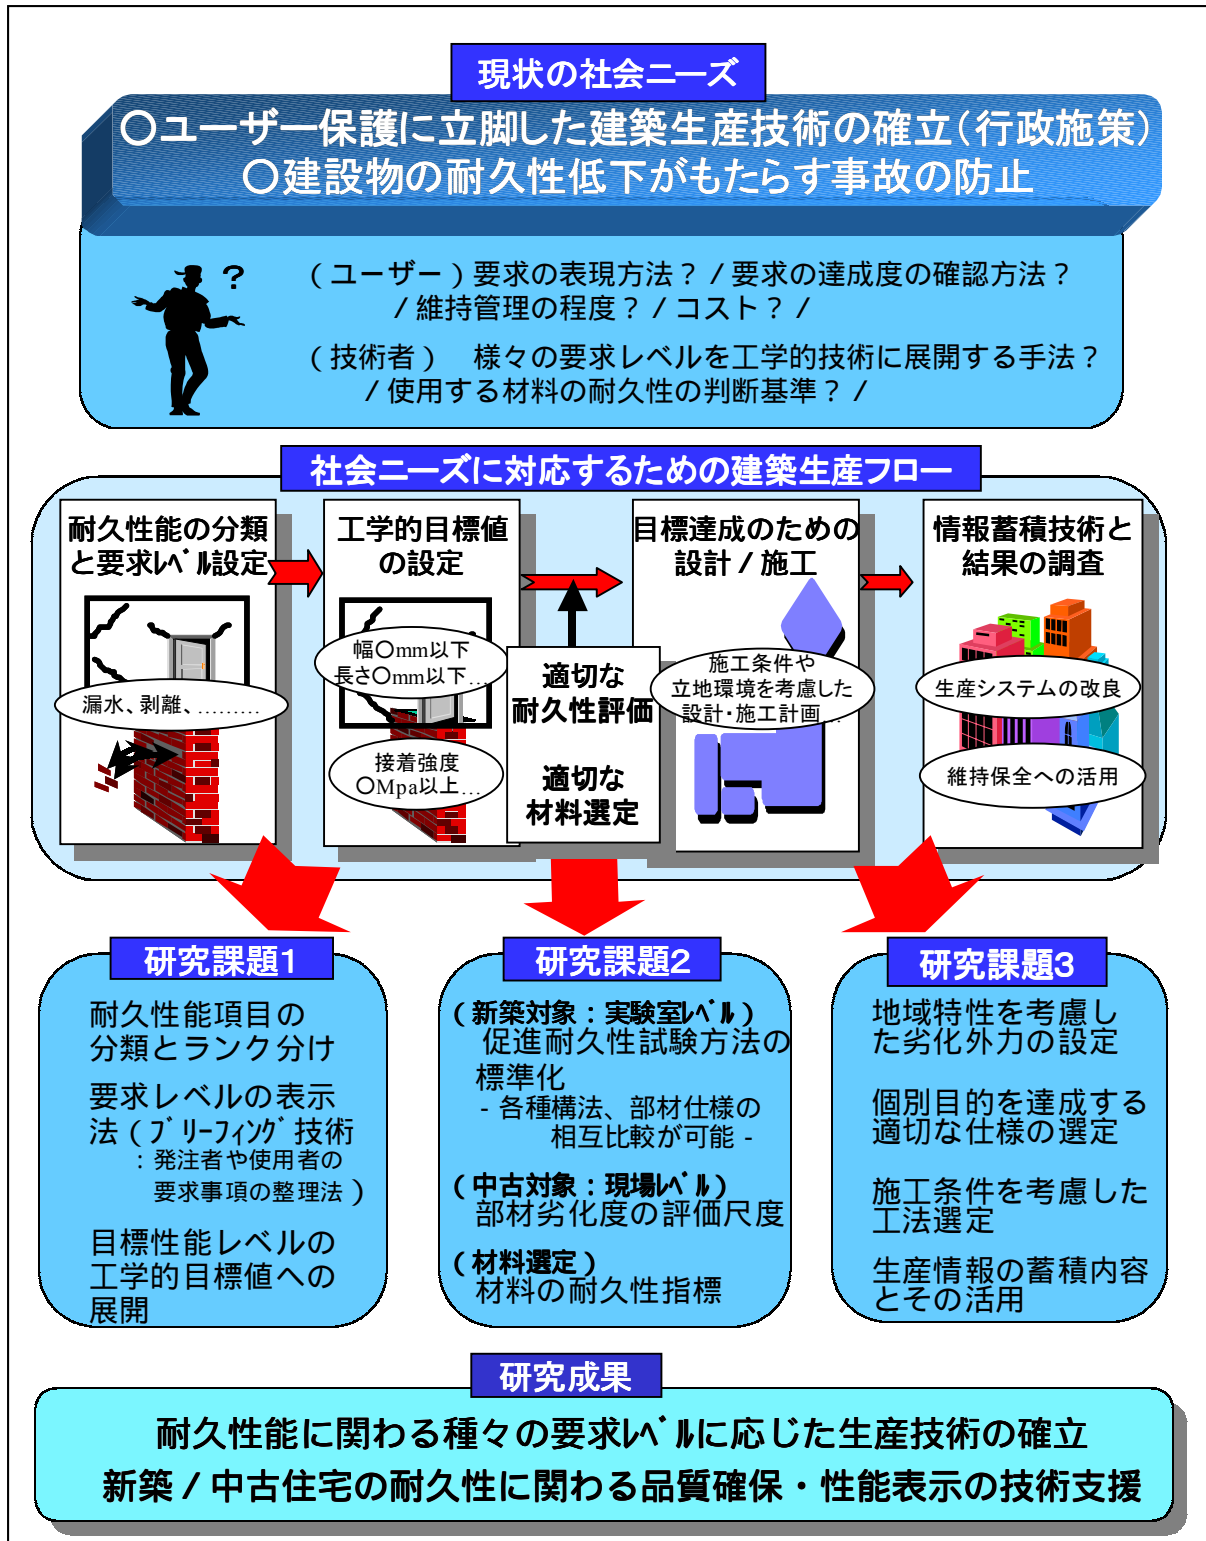 現状の社会ニーズ
〇ユーザー保護に立脚した建築生産技術の確立(行政施策)
〇建設物の耐久性低下がもたらす事故の防止
?
(ユーザー)要求の表現方法?/要求の達成度の確認方法?
/維持管理の程度?/コスト?/
(技術者) 様々の要求レベルを工学的技術に展開する手法?
/使用する材料の耐久性の判断基準?/
社会ニーズに対応するための建築生産フロー
耐久性能の分類
と要求レベル設定
漏水、剥離、………
工学的目標値
の設定
幅〇mm以下
長さ〇mm以下…
接着強度
〇Mpa以上…
適切な
耐久性評価
適切な
材料選定
目標達成のための
設計/施工
施工条件や
立地環境を考慮した
設計・施工計画…
情報蓄積技術と
結果の調査
生産システムの改良
維持保全への活用
研究課題1
耐久性能項目の
分類とランク分け
要求レベルの表示
法(ブリーフィング技術
:発注者や使用者の
要求事項の整理法)
目標性能レベルの
工学的目標値への
展開
研究課題2
(新築対象:実験室レベル)
促進耐久性試験方法の
標準化
-各種構法、部材仕様の
相互比較が可能-
(中古対象:現場レベル)
部材劣化度の評価尺度
(材料選定)
材料の耐久性指標
研究課題3
地域特性を考慮し
た劣化外力の設定
個別目的を達成する
適切な仕様の選定
施工条件を考慮した
工法選定
生産情報の蓄積内容
とその活用
研究成果
耐久性能に関わる種々の要求レベルに応じた生産技術の確立
新築/中古住宅の耐久性に関わる品質確保・性能表示の技術支援